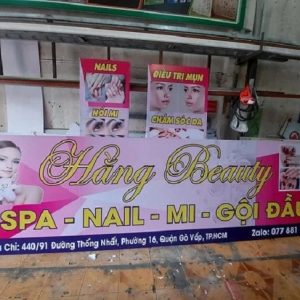 NAILS
NỐI MI
ĐIỀU TRỊ MỤN
CHĂM SÓC DA
Hằng Beauty
SPA - NAIL - MI - GỘI ĐẦU
Chỉ: 440/91 Đường Thống Nhất, Phường 16, Quận Gò Vấp, TP.HCM
Zalo: 077 881